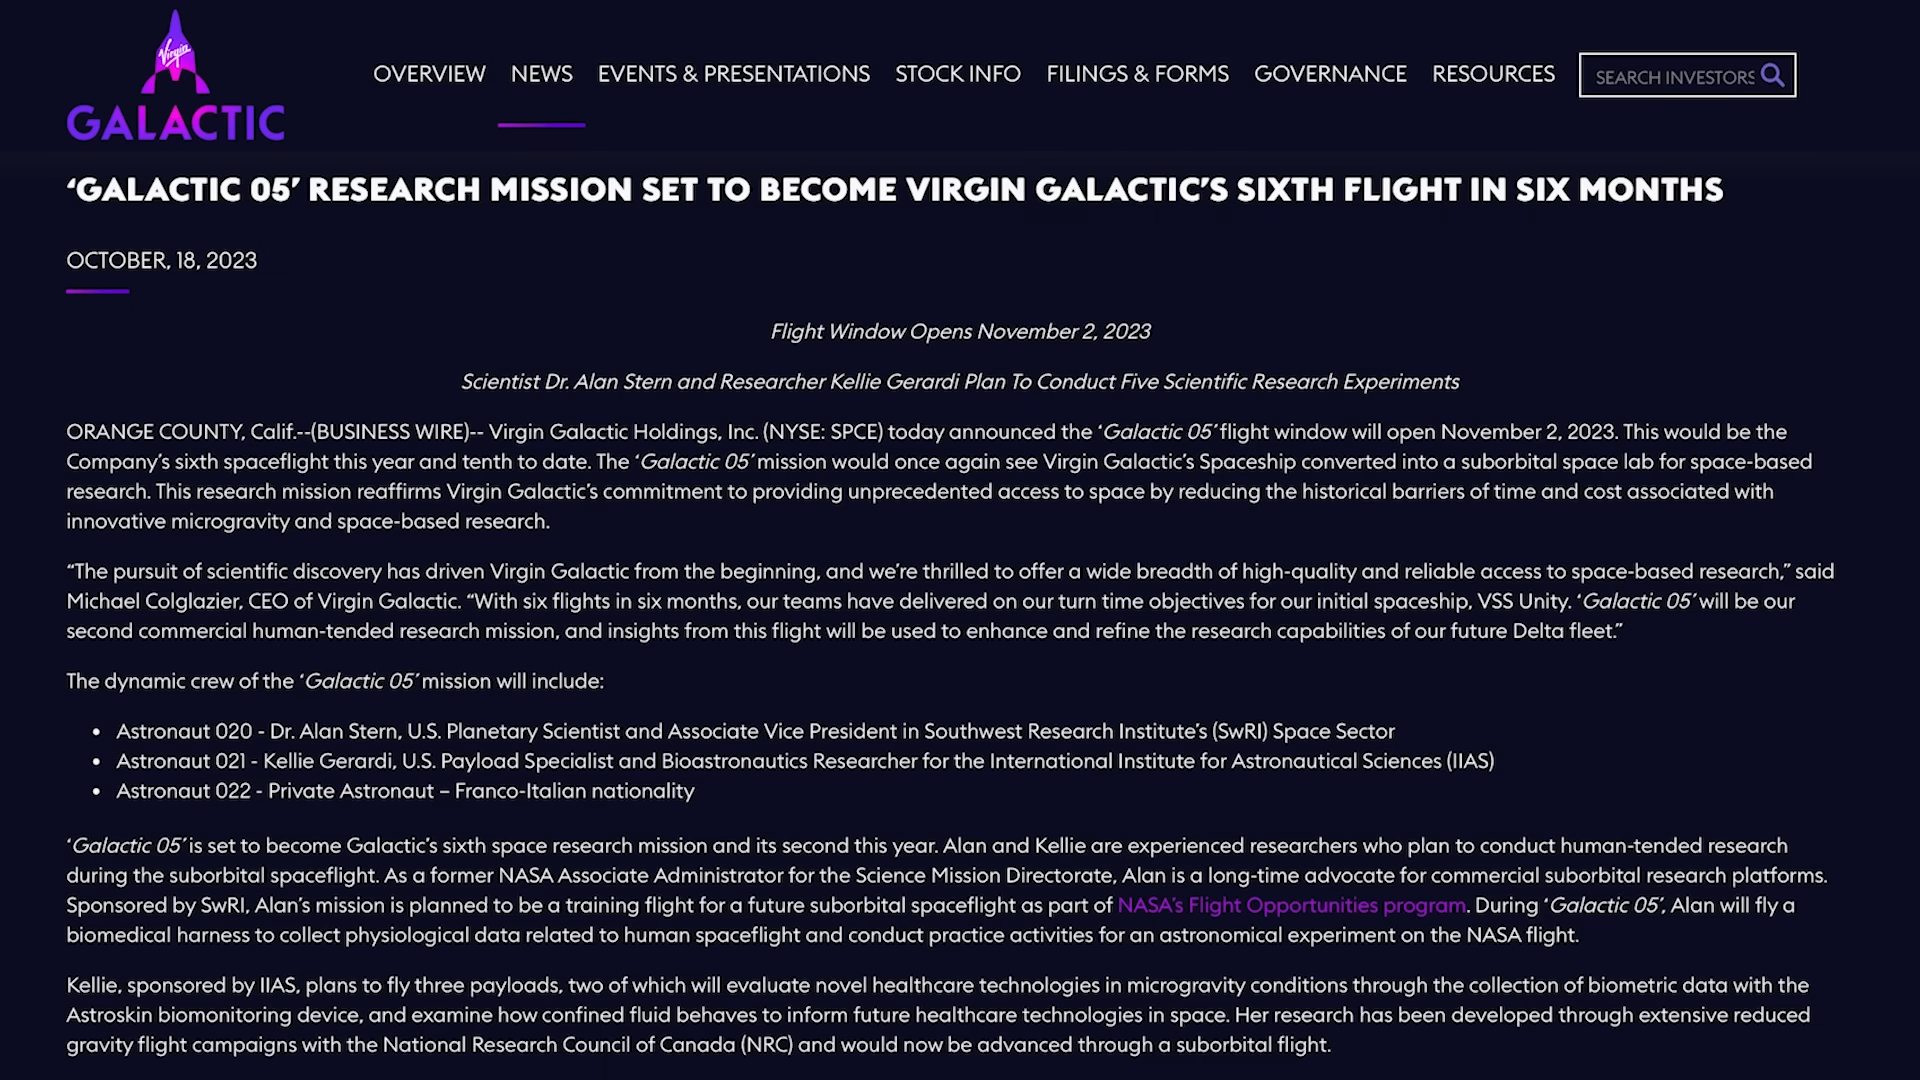 Virgin
GALACTIC
OVERVIEW NEWS EVENTS & PRESENTATIONS STOCK INFO FILINGS & FORMS GOVERNANCE RESOURCES SEARCH INVESTORS
‘GALACTIC 05’ RESEARCH MISSION SET TO BECOME VIRGIN GALACTIC’S SIXTH FLIGHT IN SIX MONTHS
OCTOBER, 18, 2023
Flight Window Opens November 2, 2023
Scientist Dr. Alan Stern and Researcher Kellie Gerardi Plan To Conduct Five Scientific Research Experiments
ORANGE COUNTY, Calif.--(BUSINESS WIRE)-- Virgin Galactic Holdings, Inc. (NYSE: SPCE) today announced the ‘Galactic 05’ flight window will open November 2, 2023. This would be the
Company’s sixth spaceflight this year and tenth to date. The ‘Galactic 05’ mission would once again see Virgin Galactic’s Spaceship converted into a suborbital space lab for space-based
research. This research mission reaffirms Virgin Galactic’s commitment to providing unprecedented access to space by reducing the historical barriers of time and cost associated with
innovative microgravity and space-based research.
“The pursuit of scientific discovery has driven Virgin Galactic from the beginning, and we’re thrilled to offer a wide breadth of high-quality and reliable access to space-based research,” said
Michael Colglazier, CEO of Virgin Galactic. “With six flights in six months, our teams have delivered on our turn time objectives for our initial spaceship, VSS Unity. ‘Galactic 05’ will be our
second commercial human-tended research mission, and insights from this flight will be used to enhance and refine the research capabilities of our future Delta fleet.”
The dynamic crew of the ‘Galactic 05’ mission will include:
• Astronaut 020 - Dr. Alan Stern, U.S. Planetary Scientist and Associate Vice President in Southwest Research Institute’s (SwRI) Space Sector
• Astronaut 021 - Kellie Gerardi, U.S. Payload Specialist and Bioastronautics Researcher for the International Institute for Astronautical Sciences (IIAS)
• Astronaut 022 - Private Astronaut – Franco-Italian nationality
‘Galactic 05’ is set to become Galactic’s sixth space research mission and its second this year. Alan and Kellie are experienced researchers who plan to conduct human-tended research
during the suborbital spaceflight. As a former NASA Associate Administrator for the Science Mission Directorate, Alan is a long-time advocate for commercial suborbital research platforms.
Sponsored by SwRI, Alan’s mission is planned to be a training flight for a future suborbital spaceflight as part of NASA’s Flight Opportunities program. During ‘Galactic 05’, Alan will fly a
biomedical harness to collect physiological data related to human spaceflight and conduct practice activities for an astronomical experiment on the NASA flight.
Kellie, sponsored by IIAS, plans to fly three payloads, two of which will evaluate novel healthcare technologies in microgravity conditions through the collection of biometric data with the
Astroskin biomonitoring device, and examine how confined fluid behaves to inform future healthcare technologies in space. Her research has been developed through extensive reduced
gravity flight campaigns with the National Research Council of Canada (NRC) and would now be advanced through a suborbital flight.